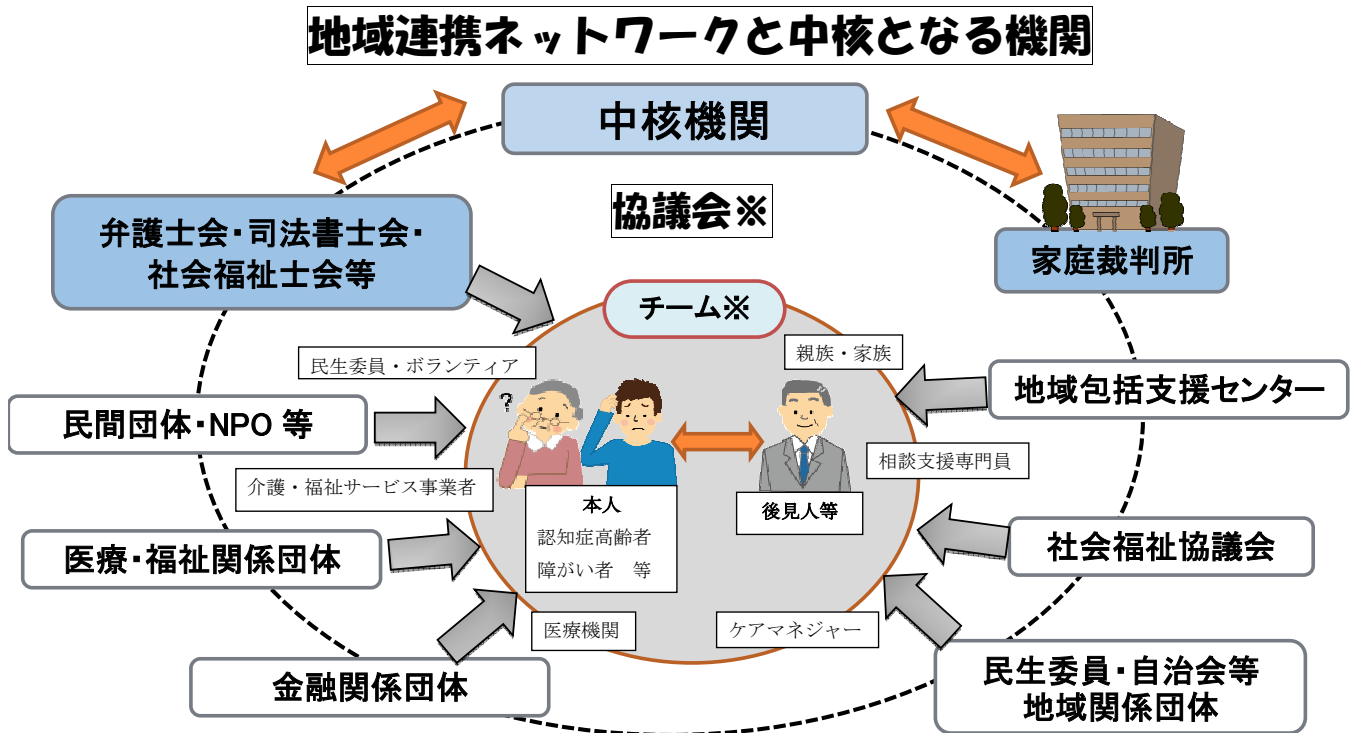 地域連携ネットワークと中核となる機関
中核機関
協議会※
弁護士会・司法書士会・
社会福祉士会等
家庭裁判所
チーム※
民生委員・ボランティア
親族・家族
地域包括支援センター
民間団体・NPO 等
?
相談支援専門員
介護・福祉サービス事業者
本人
認知症高齢者
障がい者　等
後見人等
医療・福祉関係団体
社会福祉協議会
医療機関
ケアマネジャー
金融関係団体
民生委員・自治会等
地域関係団体